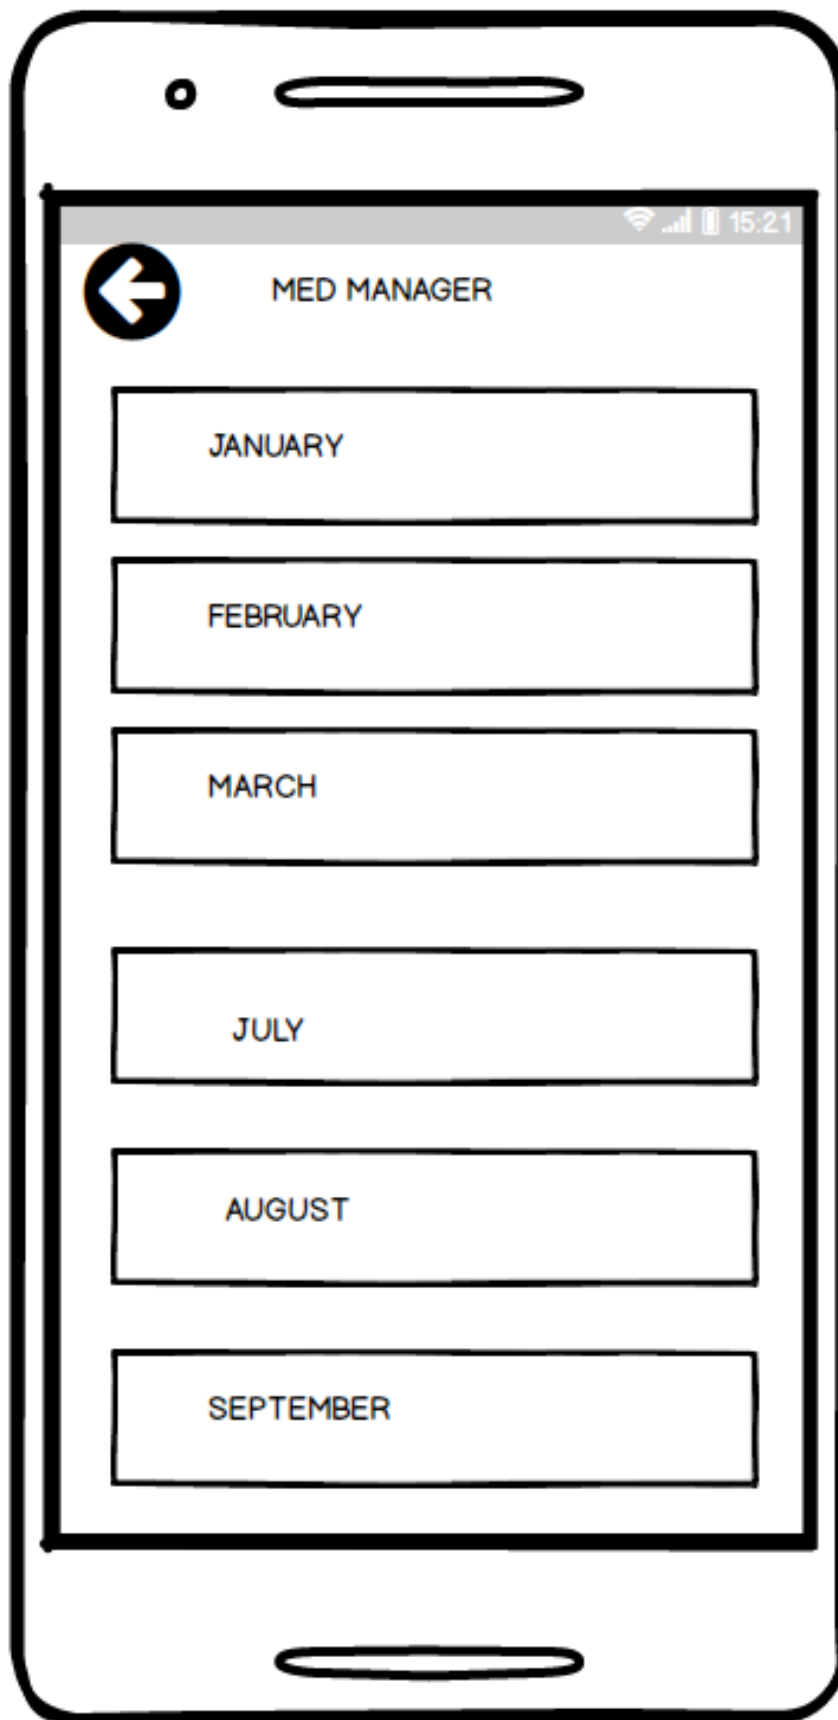 15:21
MED MANAGER
JANUARY
FEBRUARY
MARCH
JULY
AUGUST
SEPTEMBER